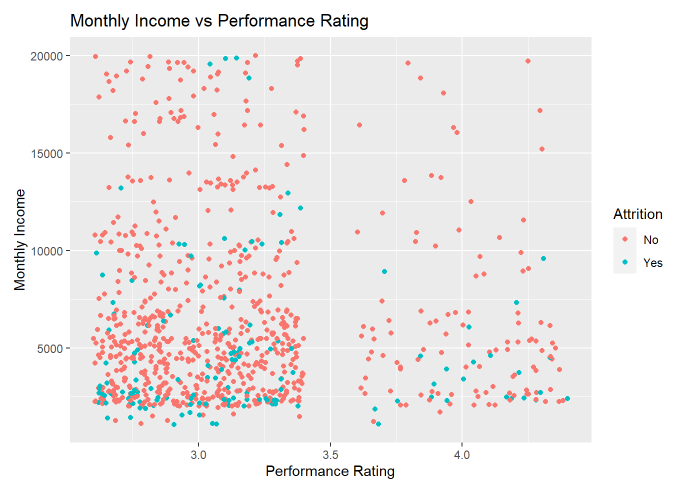 Monthly Income vs Performance Rating
20000
15000
10000
5000
Monthly Income
3.0
3.5
4.0
Performance Rating
Attrition
No
Yes